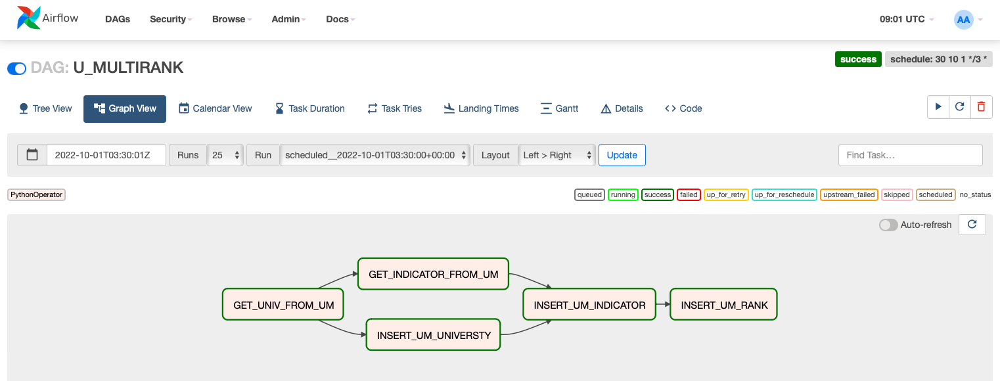 Airflow DAGs Security Browse Admin Docs 09:01 UTC AA
DAG: U_MULTIRANK success schedule: 30 10 1 */3 *
Tree View Graph View Calendar View Task Duration Task Tries Landing Times Gantt Details Code
2022-10-01T03:30:01Z Runs 25 Run scheduled__2022-10-01T03:30:00+00:00 Layout Left > Right Update Find Task...
PythonOperator queued running success failed up_for_retry up_for_reschedule upstream_failed skipped scheduled no_status
Auto-refresh
GET_INDICATOR_FROM_UM
GET_UNIV_FROM_UM INSERT_UM_INDICATOR INSERT_UM_RANK
INSERT_UM_UNIVERSTY